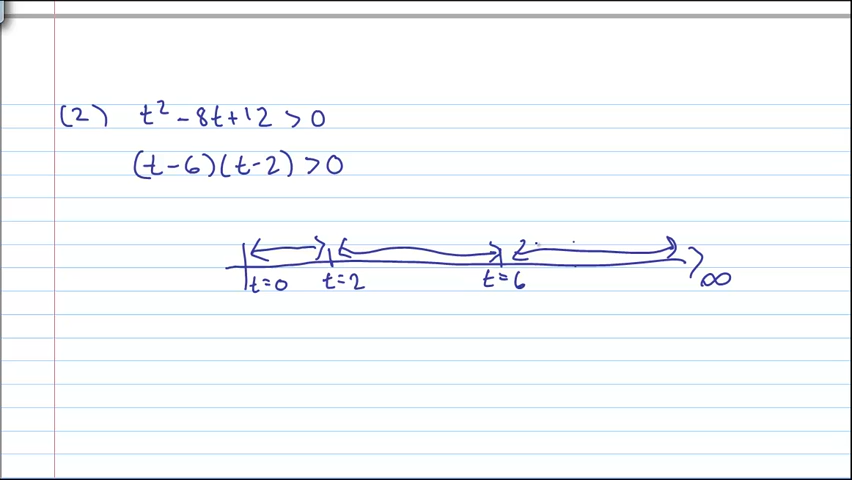 (2) t² - 8t + 12 > 0
(t - 6)(t - 2) > 0
t=0 t=2 t=6 ∞